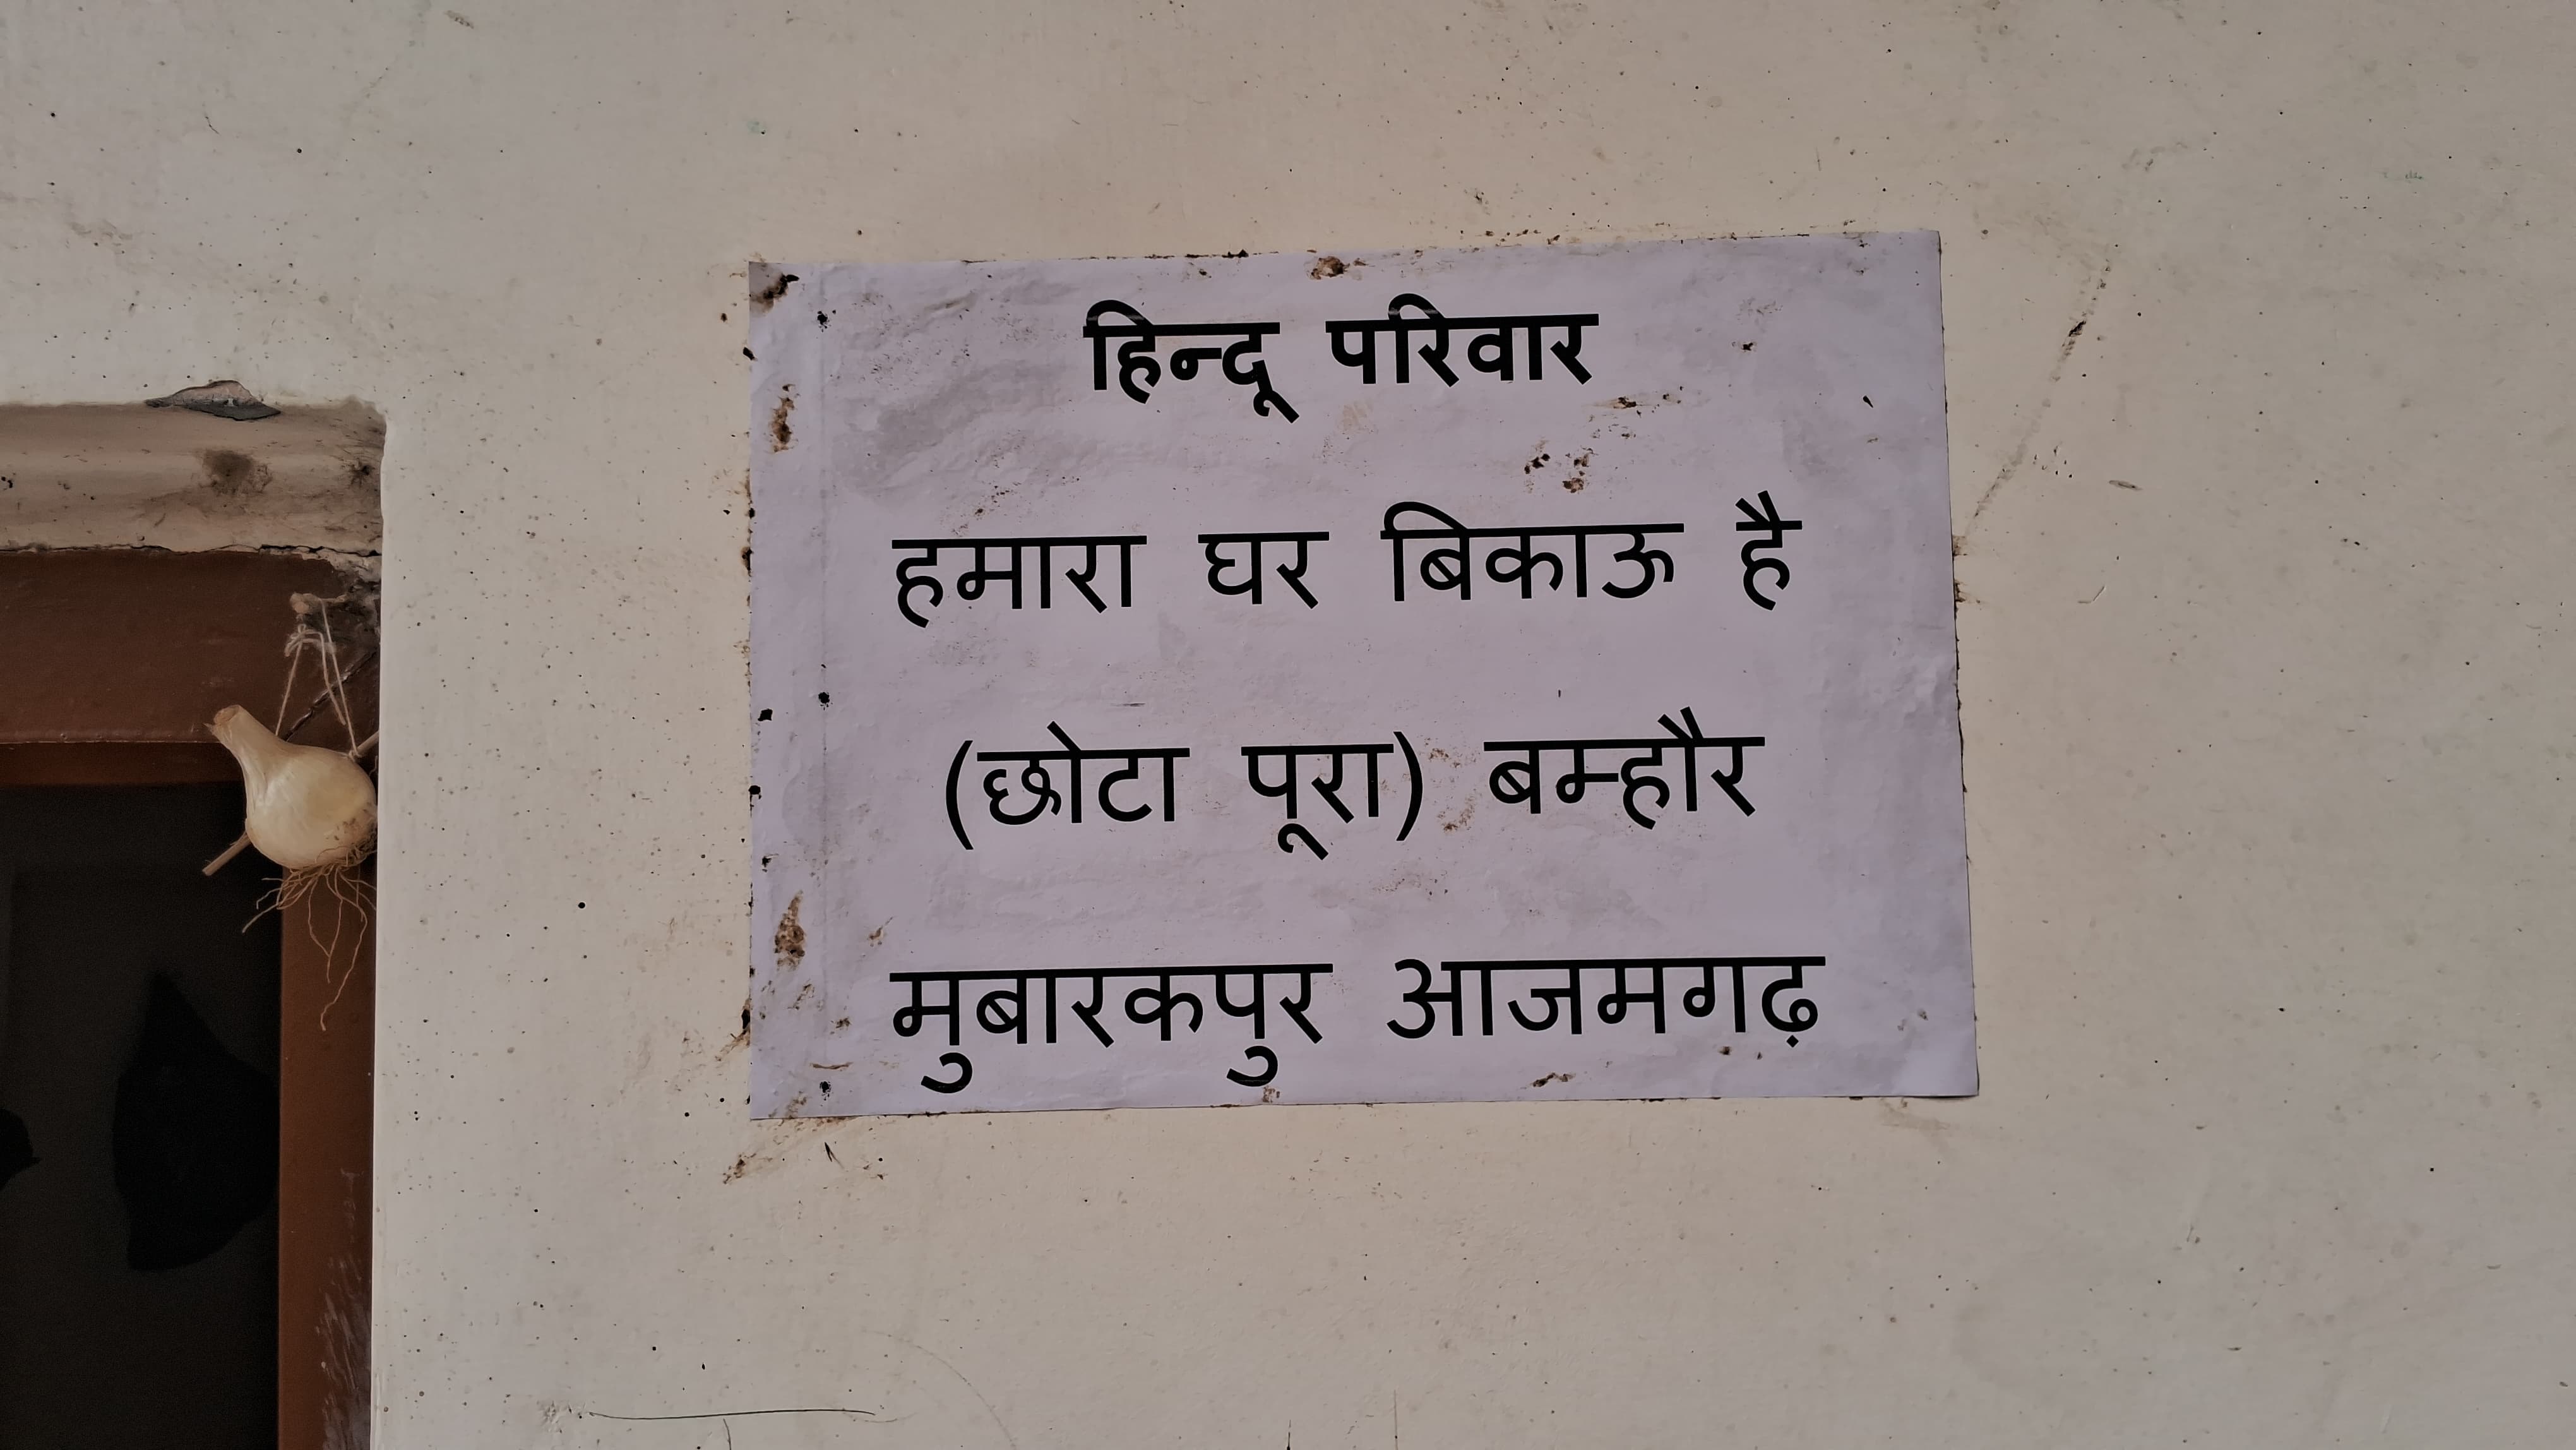 हिन्दू परिवार
हमारा घर बिकाऊ है
(छोटा पूरा) बम्हौर
मुबारकपुर आजमगढ़